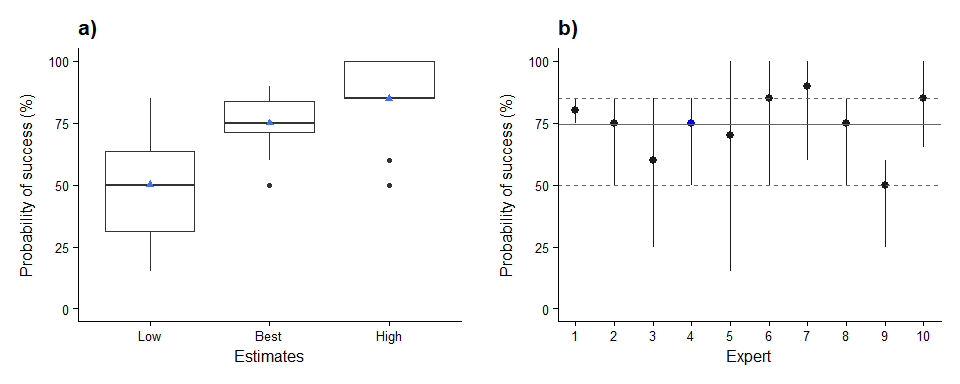 a)
Probability of success (%)
100
75
50
25
0
Low Best High
Estimates
b)
Probability of success (%)
100
75
50
25
0
1 2 3 4 5 6 7 8 9 10
Expert